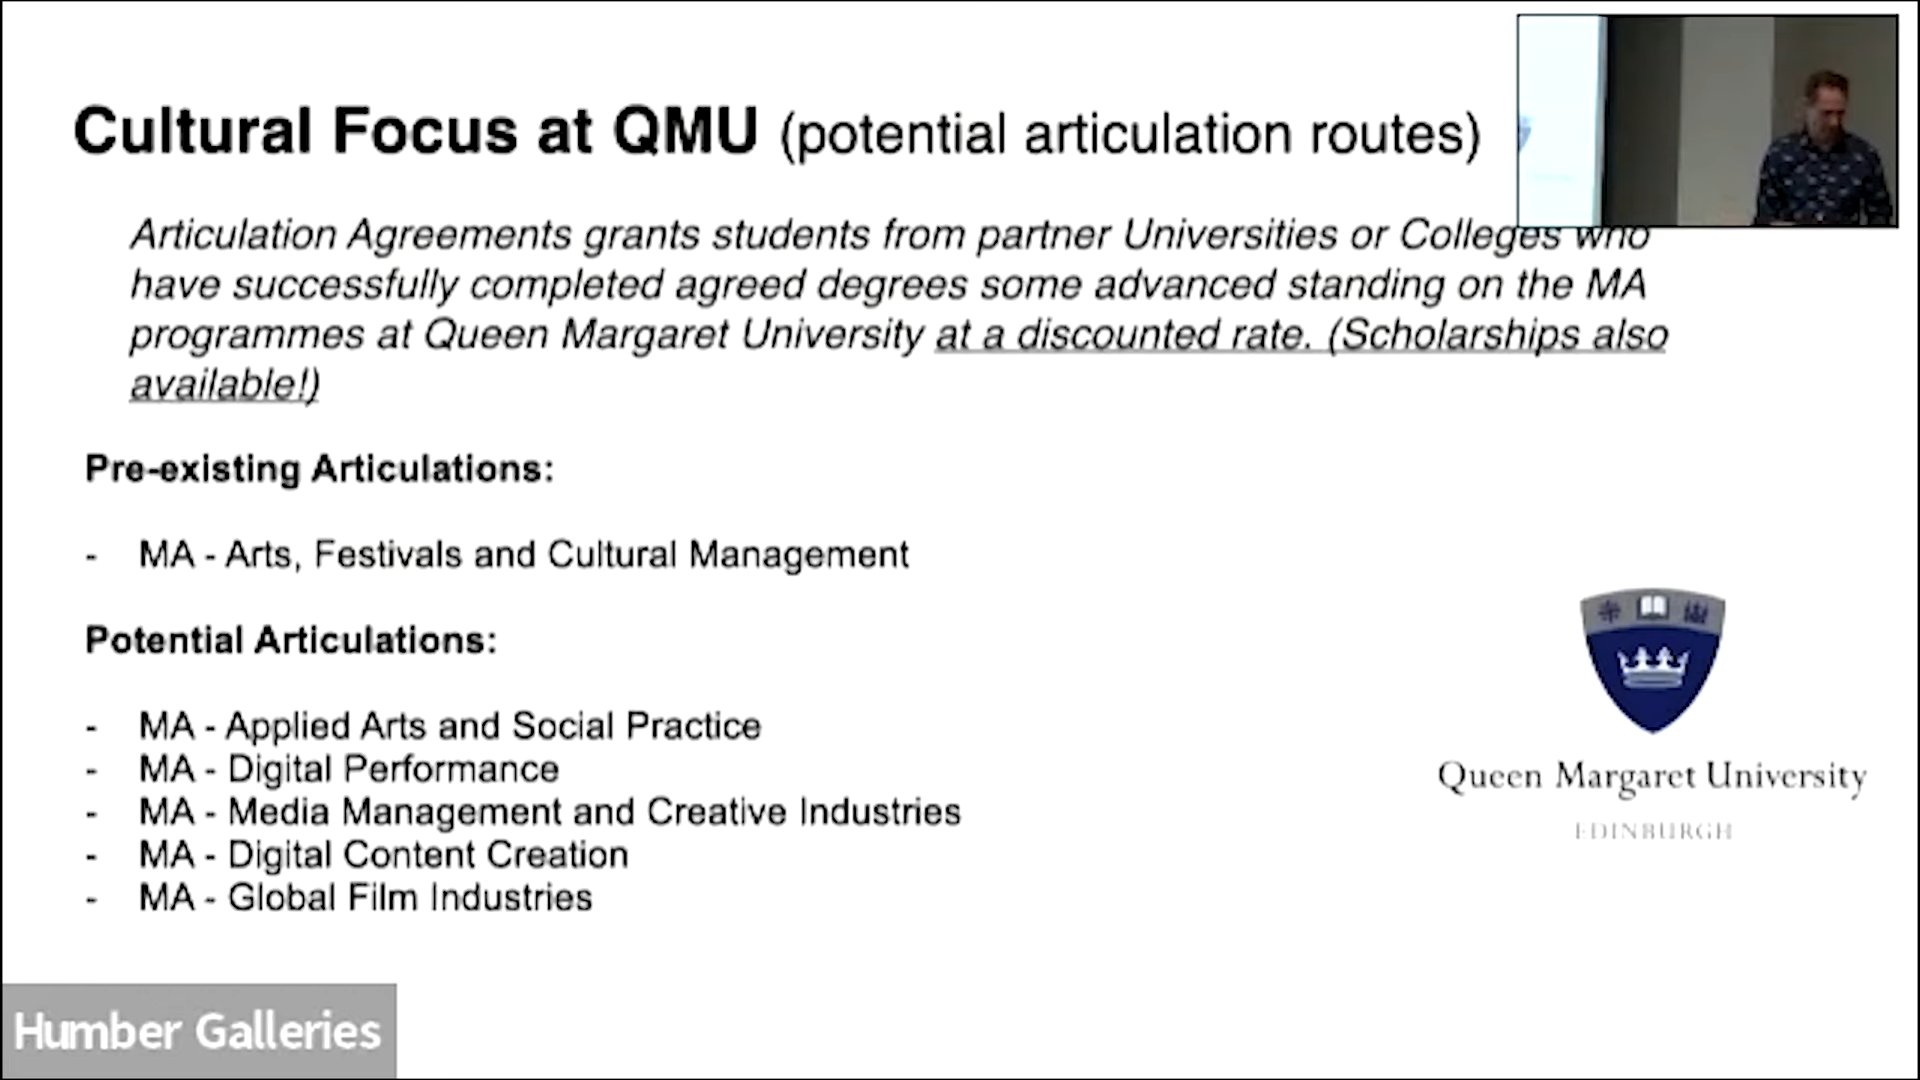 Cultural Focus at QMU (potential articulation routes)
Articulation Agreements grants students from partner Universities or Colleges who
have successfully completed agreed degrees some advanced standing on the MA
programmes at Queen Margaret University at a discounted rate. (Scholarships also
available!)
Pre-existing Articulations:
- MA - Arts, Festivals and Cultural Management
Potential Articulations:
- MA - Applied Arts and Social Practice
- MA - Digital Performance
- MA - Media Management and Creative Industries
- MA - Digital Content Creation
- MA - Global Film Industries
Queen Margaret University
EDINBURGH
Humber Galleries